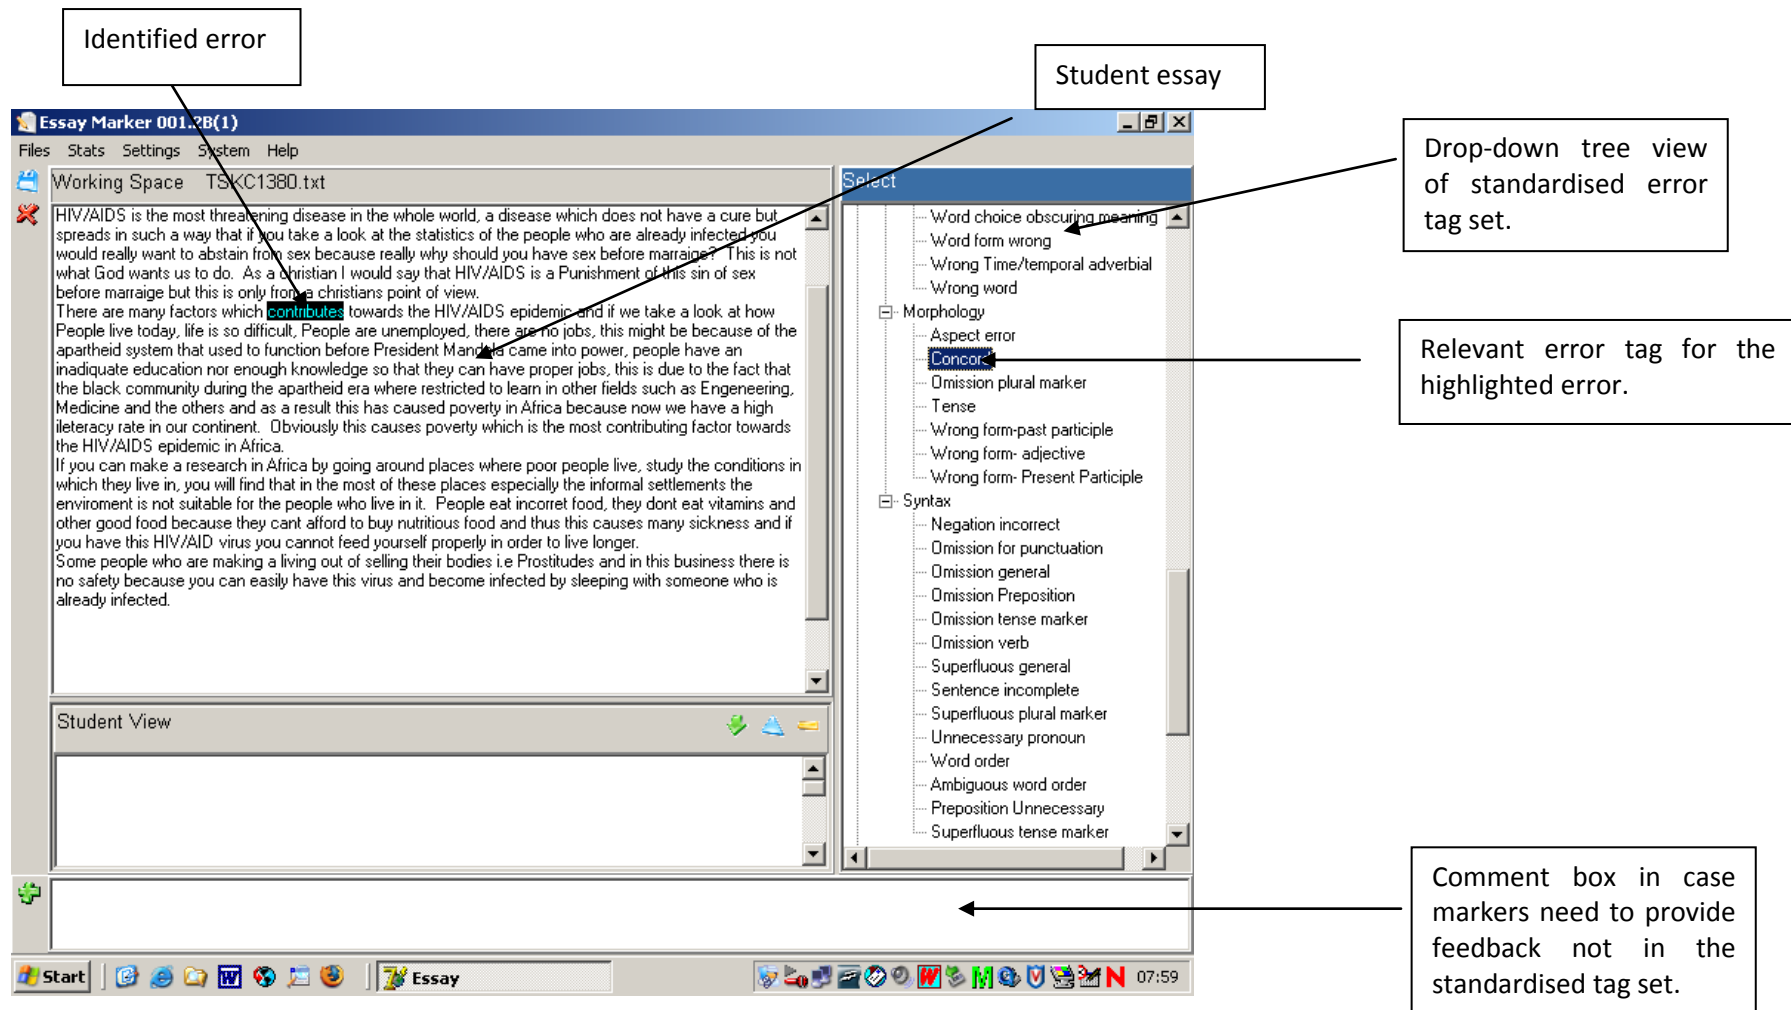 Identified error
Student essay
Essay Marker 001.2B(1)
Files Stats Settings System Help
Working Space TSKC1380.txt
HIV/AIDS is the most threatening disease in the whole world, a disease which does not have a cure but
spreads in such a way that if you take a look at the statistics of the people who are already infected you
would really want to abstain from sex because really why should you have sex before marraige? This is not
what God wants us to do. As a christian I would say that HIV/AIDS is a Punishment of this sin of sex
before marraige but this is only from a christians point of view.
There are many factors which contributes towards the HIV/AIDS epidemic and if we take a look at how
People live today, life is so difficult, People are unemployed, there are no jobs, this might be because of the
apartheid system that used to function before President Mandela came into power, people have an
inadiquate education nor enough knowledge so that they can have proper jobs, this is due to the fact that
the black community during the apartheid era where restricted to learn in other fields such as Engeneering,
Medicine and the others and as a result this has caused poverty in Africa because now we have a high
ileteracy rate in our continent. Obviously this causes poverty which is the most contributing factor towards
the HIV/AIDS epidemic in Africa.
If you can make a research in Africa by going around places where poor people live, study the conditions in
which they live in, you will find that in the most of these places especially the informal settlements the
enviroment is not suitable for the people who live in it. People eat incorret food, they dont eat vitamins and
other good food because they cant afford to buy nutritious food and thus this causes many sickness and if
you have this HIV/AID virus you cannot feed yourself properly in order to live longer.
Some people who are making a living out of selling their bodies i.e Prostitudes and in this business there is
no safety because you can easily have this virus and become infected by sleeping with someone who is
already infected.
Student View
Select
Word choice obscuring meaning
Word form wrong
Wrong Time/temporal adverbial
Wrong word
Morphology
Aspect error
Concord
Omission plural marker
Tense
Wrong form-past participle
Wrong form- adjective
Wrong form- Present Participle
Syntax
Negation incorrect
Omission for punctuation
Omission general
Omission Preposition
Omission tense marker
Omission verb
Superfluous general
Sentence incomplete
Superfluous plural marker
Unnecessary pronoun
Word order
Ambiguous word order
Preposition Unnecessary
Superfluous tense marker
Drop-down tree view
of standardised error
tag set.
Relevant error tag for the
highlighted error.
Comment box in case
markers need to provide
feedback not in the
standardised tag set.
Start
Essay
07:59